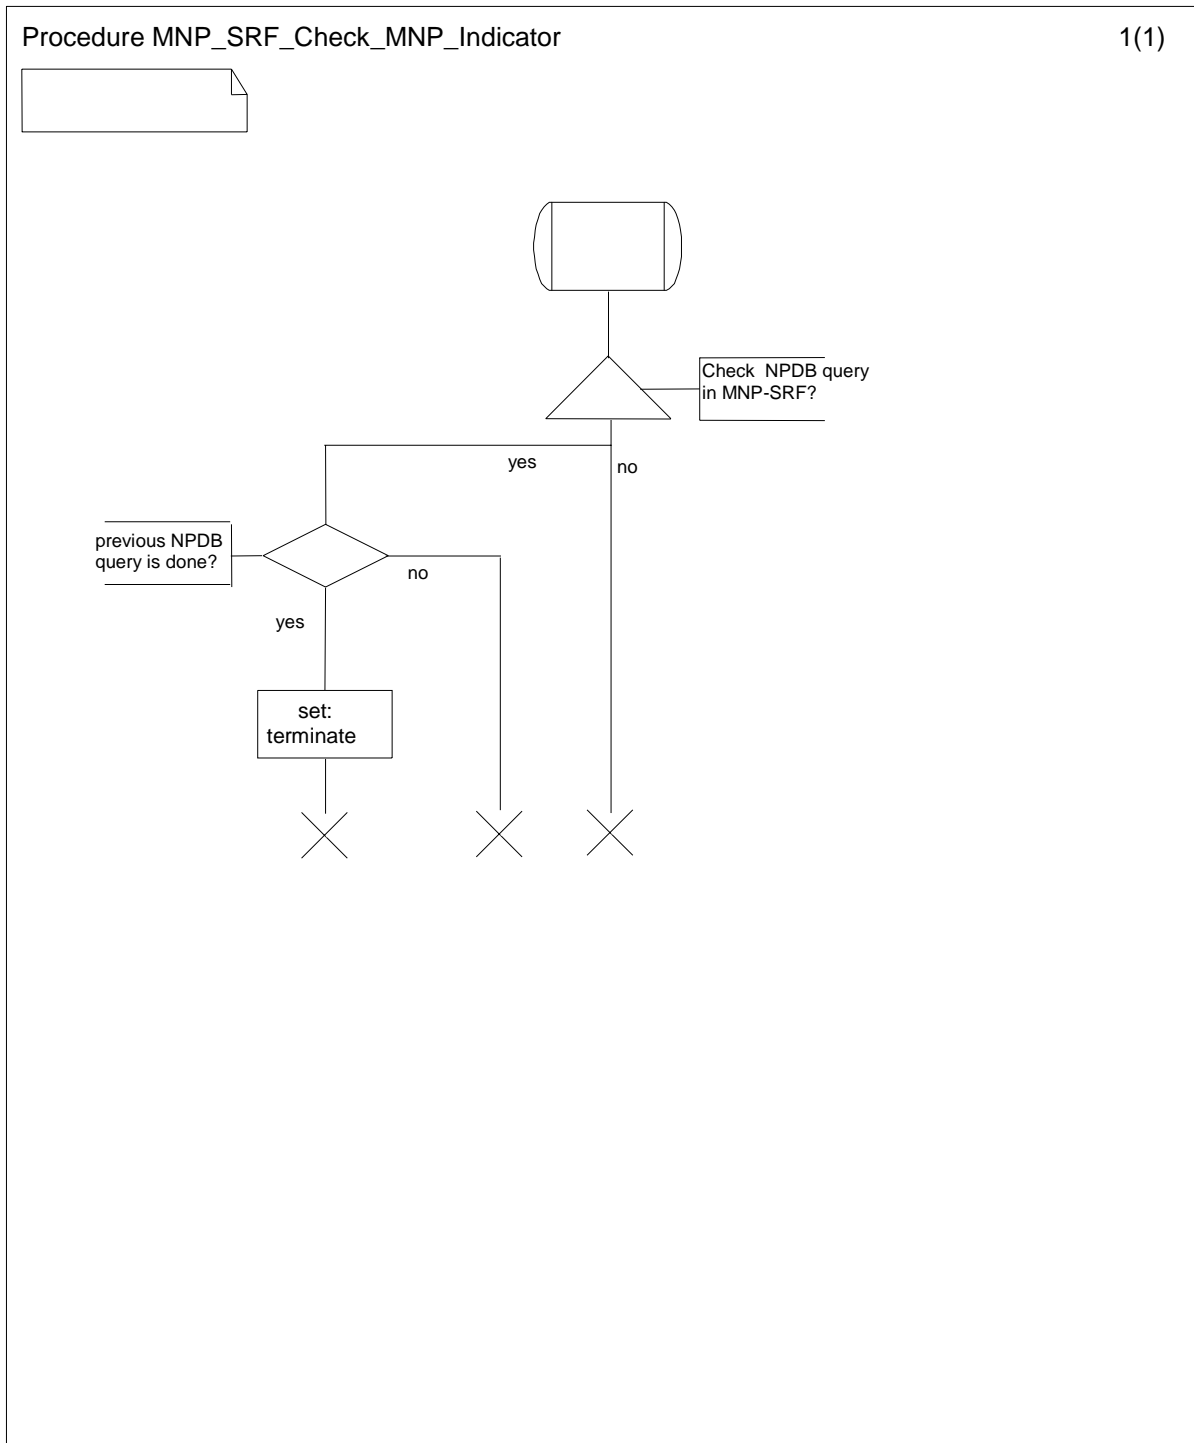 Procedure MNP_SRF_Check_MNP_Indicator
1(1)
Check NPDB query
in MNP-SRF?
yes
no
previous NPDB
query is done?
no
yes
set:
terminate